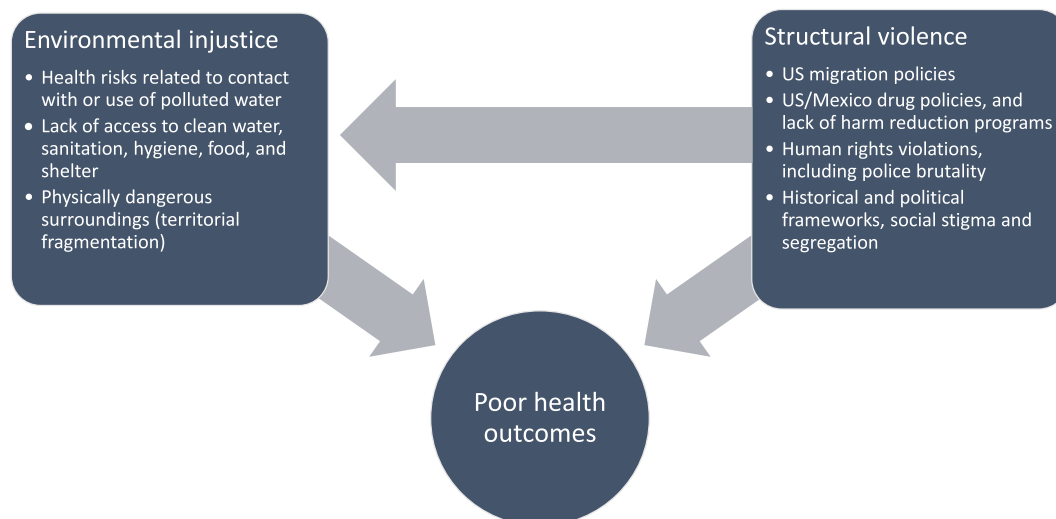 Environmental injustice
• Health risks related to contact
with or use of polluted water
• Lack of access to clean water,
sanitation, hygiene, food, and
shelter
• Physically dangerous
surroundings (territorial
fragmentation)
Structural violence
• US migration policies
• US/Mexico drug policies, and
lack of harm reduction programs
• Human rights violations,
including police brutality
• Historical and political
frameworks, social stigma and
segregation
Poor health
outcomes